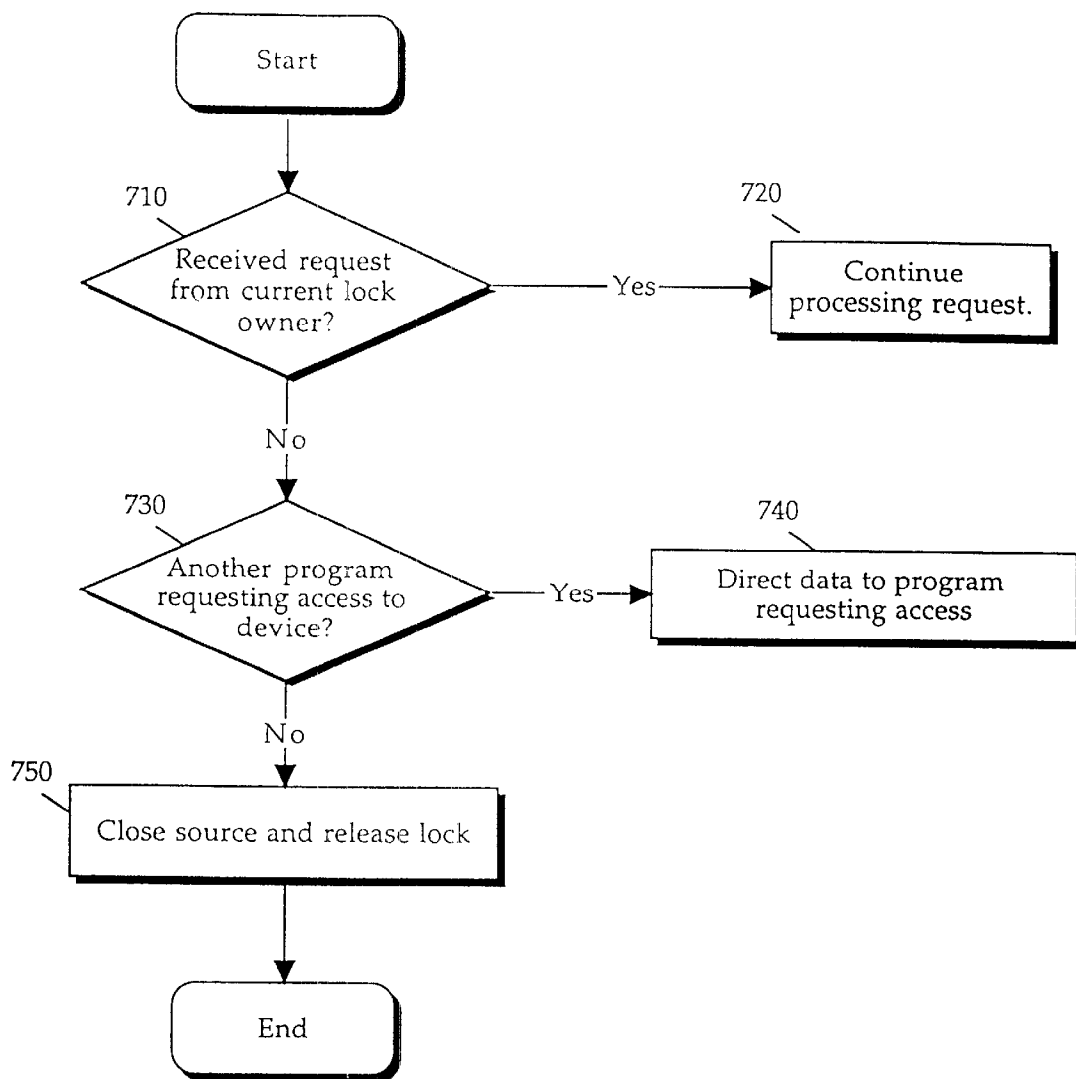 Start
710
Received request
from current lock
owner?
Yes
720
Continue
processing request.
No
730
Another program
requesting access to
device?
Yes
740
Direct data to program
requesting access
No
750
Close source and release lock
End